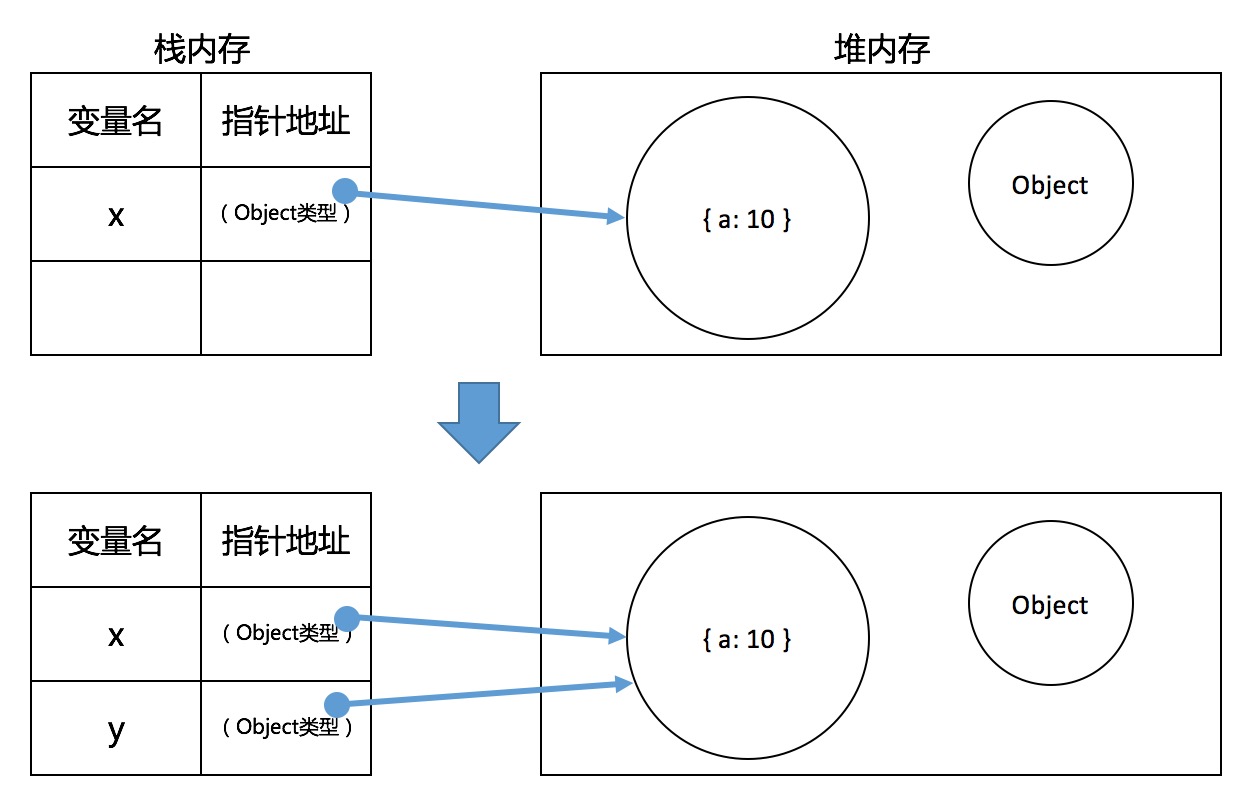 栈内存
堆内存
变量名 指针地址
x （Object类型）
{ a: 10 }
Object
变量名 指针地址
x （Object类型）
y （Object类型）
{ a: 10 }
Object